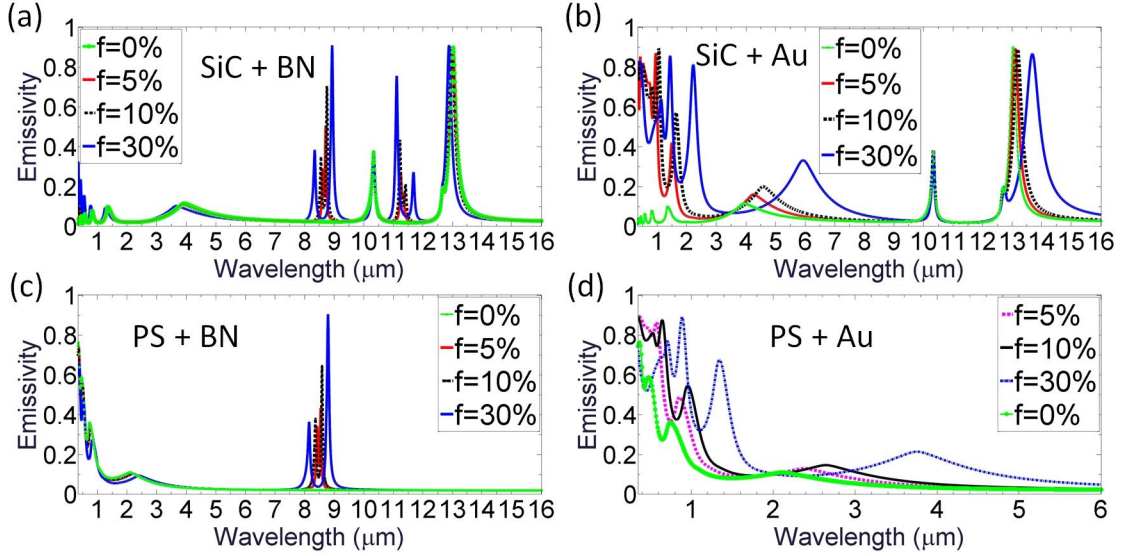 (a)
1
0.8
0.6
0.4
0.2
0
Emissivity
f=0%
f=5%
f=10%
f=30%
SiC + BN
1 2 3 4 5 6 7 8 9 10 11 12 13 14 15 16
Wavelength (μm)
(b)
1
0.8
0.6
0.4
0.2
0
Emissivity
SiC + Au
f=0%
f=5%
f=10%
f=30%
1 2 3 4 5 6 7 8 9 10 11 12 13 14 15 16
Wavelength (μm)
(c)
1
0.8
0.6
0.4
0.2
0
Emissivity
PS + BN
f=0%
f=5%
f=10%
f=30%
1 2 3 4 5 6 7 8 9 10 11 12 13 14 15 16
Wavelength (μm)
(d)
1
0.8
0.6
0.4
0.2
0
Emissivity
PS + Au
f=5%
f=10%
f=30%
f=0%
1 2 3 4 5 6
Wavelength (μm)